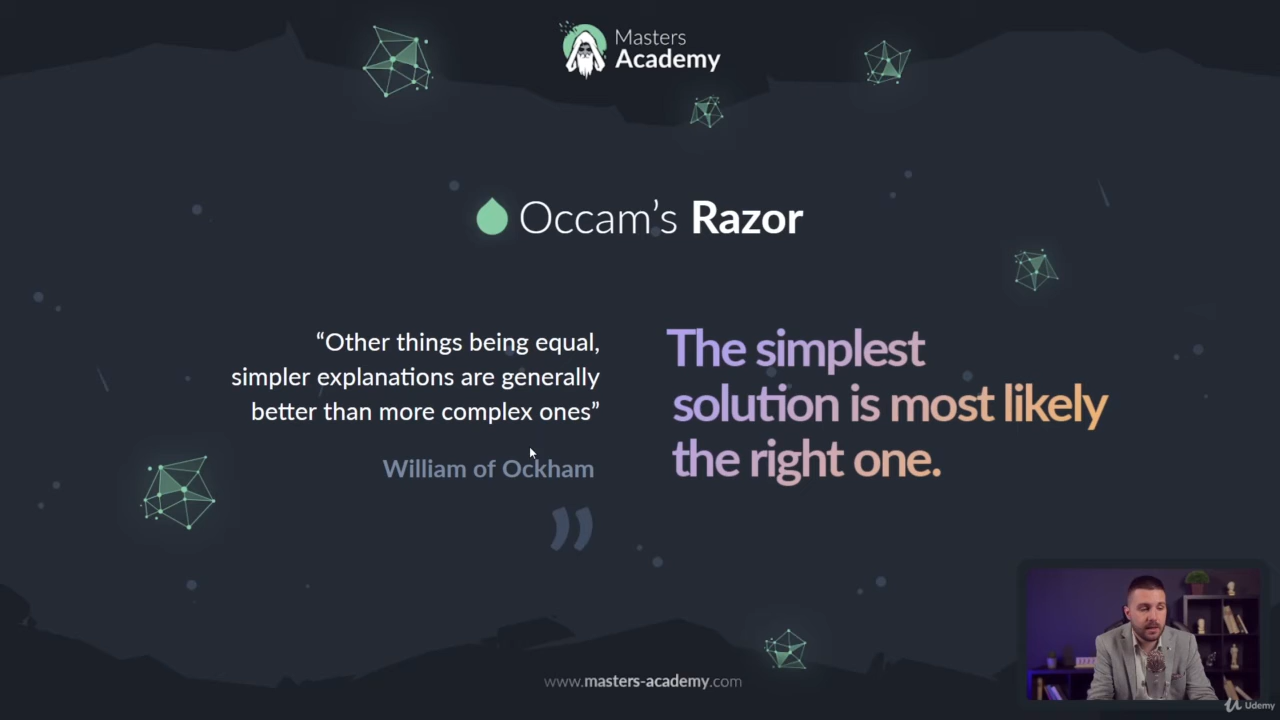 Masters
Academy
Occam’s Razor
“Other things being equal,
simpler explanations are generally
better than more complex ones”
William of Ockham
”
The simplest
solution is most likely
the right one.
www.masters-academy.com
Udemy